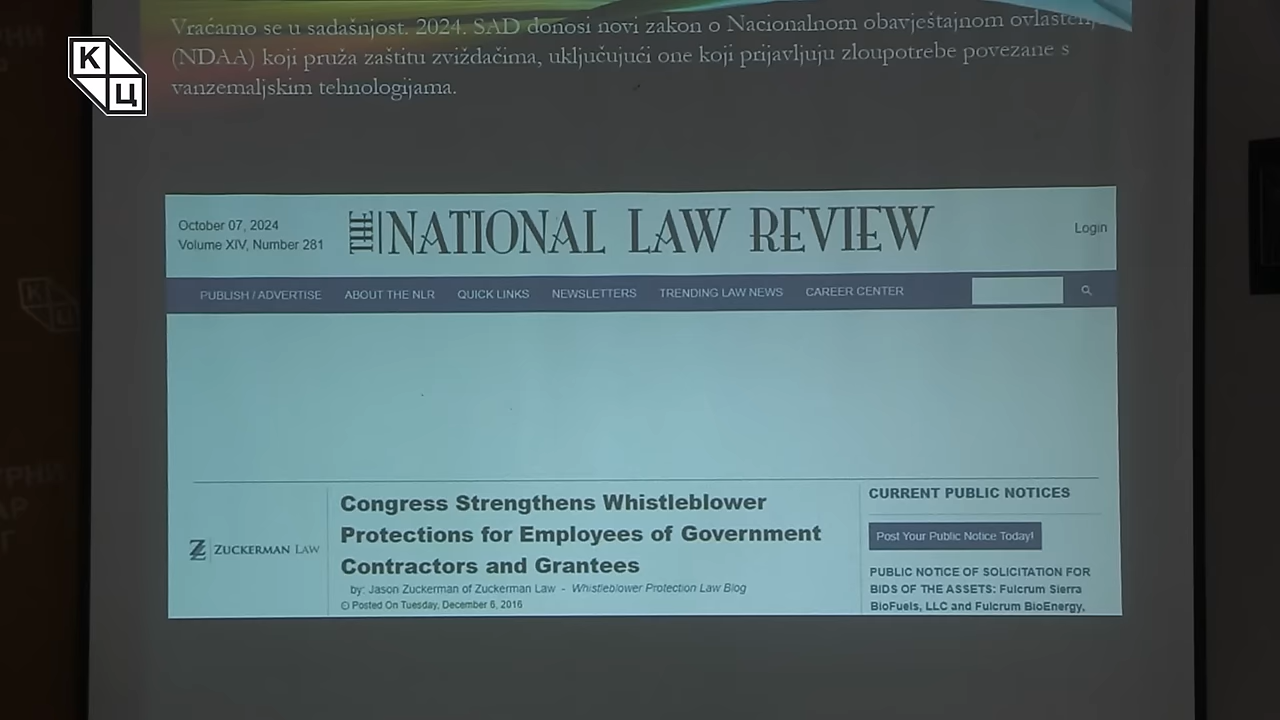 Vraćamo se u sadašnjost. 2024. SAD donosi novi zakon o Nacionalnom obavještajnom
(NDAA) koji pruža zaštitu zviždačima, uključujući one koji prijavljuju zloupotrebe povezane s
vanzemaljskim tehnologijama.
К
Ц
October 07, 2024
Volume XIV, Number 281
THE NATIONAL LAW REVIEW
Login
PUBLISH / ADVERTISE ABOUT THE NLR QUICK LINKS NEWSLETTERS TRENDING LAW NEWS CAREER CENTER
ZUCKERMAN LAW
Congress Strengthens Whistleblower
Protections for Employees of Government
Contractors and Grantees
by: Jason Zuckerman of Zuckerman Law - Whistleblower Protection Law Blog
Posted On Tuesday, December 6, 2016
CURRENT PUBLIC NOTICES
Post Your Public Notice Today!
PUBLIC NOTICE OF SOLICITATION FOR
BIDS OF THE ASSETS: Fulcrum Sierra
BioFuels, LLC and Fulcrum BioEnergy,